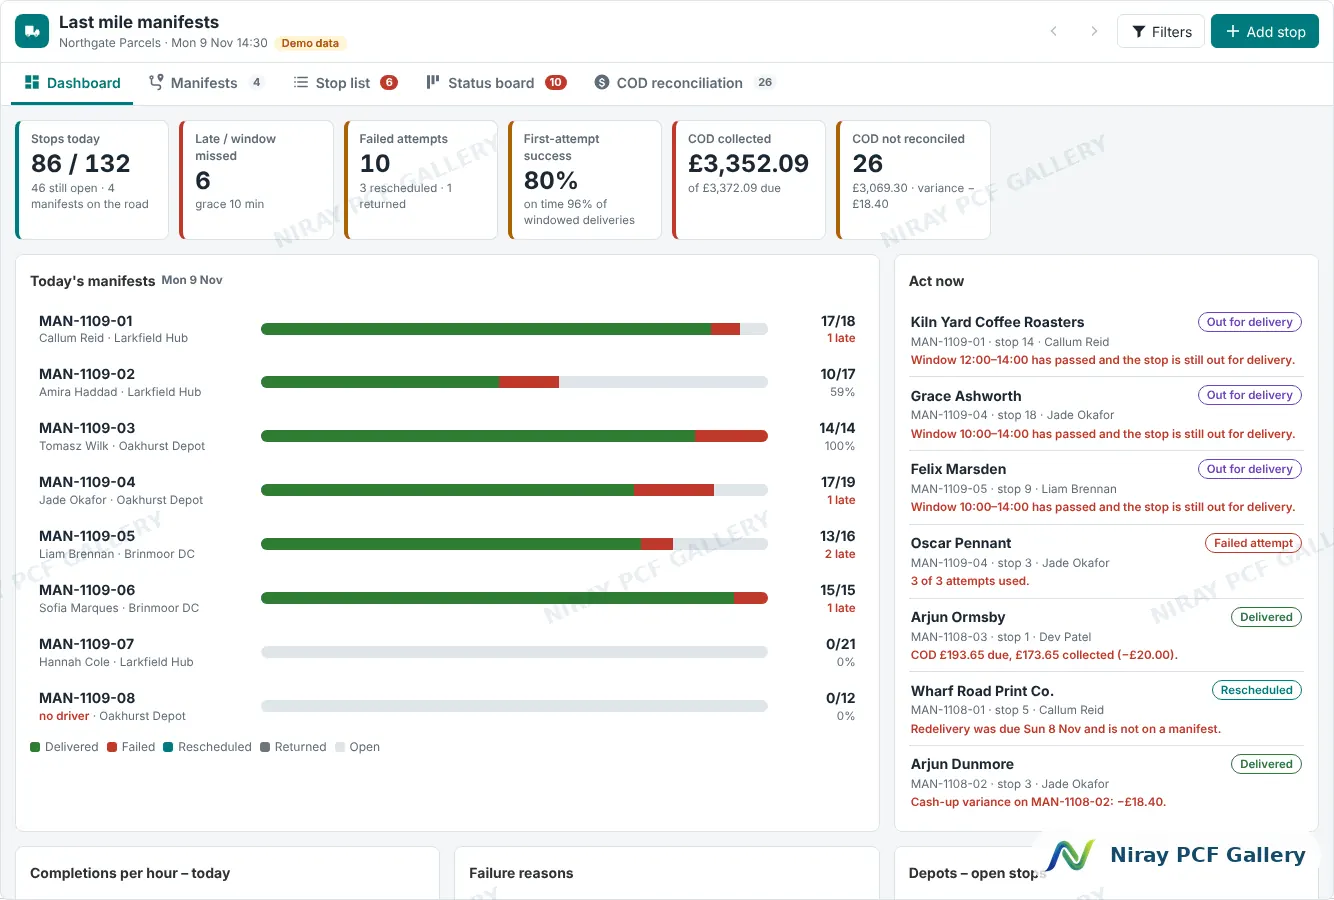 Last mile manifests
Northgate Parcels · Mon 9 Nov 14:30 Demo data
Filters
Add stop
Dashboard
Manifests 4
Stop list 6
Status board 10
COD reconciliation 26
Stops today
86 / 132
46 still open · 4
manifests on the road
Late / window
missed
6
grace 10 min
Failed attempts
10
3 rescheduled · 1
returned
First-attempt
success
80%
on time 96% of
windowed deliveries
COD collected
£3,352.09
of £3,372.09 due
COD not reconciled
26
£3,069.30 · variance −
£18.40
Today's manifests Mon 9 Nov
MAN-1109-01
Callum Reid · Larkfield Hub
17/18
1 late
MAN-1109-02
Amira Haddad · Larkfield Hub
10/17
59%
MAN-1109-03
Tomasz Wilk · Oakhurst Depot
14/14
100%
MAN-1109-04
Jade Okafor · Oakhurst Depot
17/19
1 late
MAN-1109-05
Liam Brennan · Brinmoor DC
13/16
2 late
MAN-1109-06
Sofia Marques · Brinmoor DC
15/15
1 late
MAN-1109-07
Hannah Cole · Larkfield Hub
0/21
0%
MAN-1109-08
no driver · Oakhurst Depot
0/12
0%
Delivered Failed Rescheduled Returned Open
Act now
Kiln Yard Coffee Roasters
Out for delivery
MAN-1109-01 · stop 14 · Callum Reid
Window 12:00–14:00 has passed and the stop is still out for delivery.
Grace Ashworth
Out for delivery
MAN-1109-04 · stop 18 · Jade Okafor
Window 10:00–14:00 has passed and the stop is still out for delivery.
Felix Marsden
Out for delivery
MAN-1109-05 · stop 9 · Liam Brennan
Window 10:00–14:00 has passed and the stop is still out for delivery.
Oscar Pennant
Failed attempt
MAN-1109-04 · stop 3 · Jade Okafor
3 of 3 attempts used.
Arjun Ormsby
Delivered
MAN-1108-03 · stop 1 · Dev Patel
COD £193.65 due, £173.65 collected (−£20.00).
Wharf Road Print Co.
Rescheduled
MAN-1108-01 · stop 5 · Callum Reid
Redelivery was due Sun 8 Nov and is not on a manifest.
Arjun Dunmore
Delivered
MAN-1108-02 · stop 3 · Jade Okafor
Cash-up variance on MAN-1108-02: −£18.40.
Completions per hour – today
Failure reasons
Depots – open stops
Niray PCF Gallery
NIRAY PCF GALLERY
NIRAY PCF GALLERY
PCF GALLERY
NIRAY PCF GALLERY
NIRAY PCF GALL